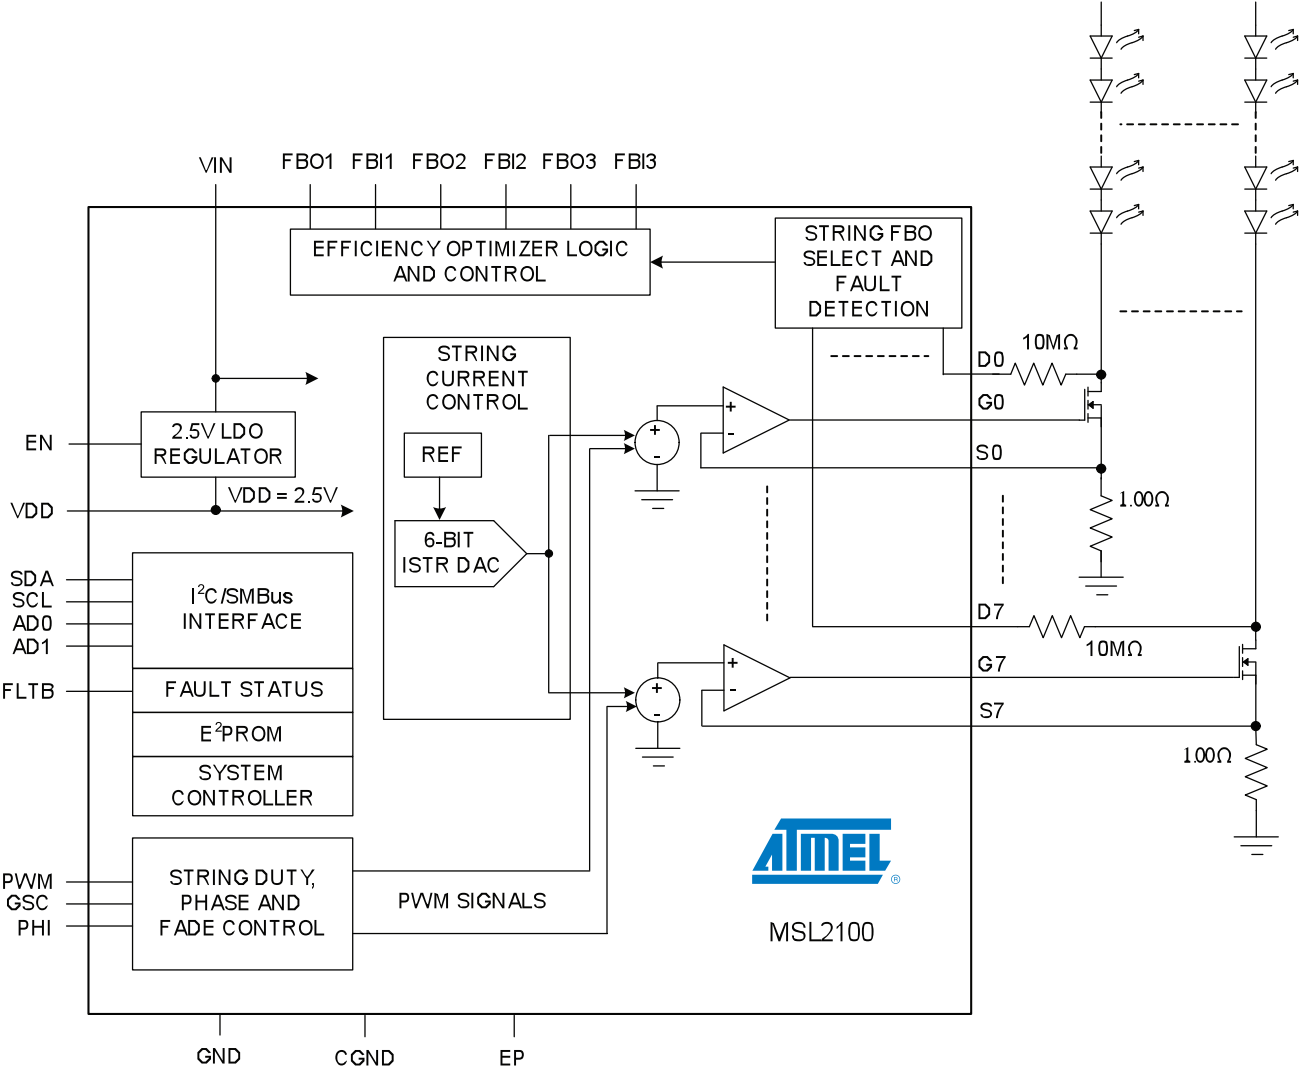 VIN
FBO1
FBI1
FBO2
FBI2
FBO3
FBI3
EFFICIENCY OPTIMIZER LOGIC
AND CONTROL
STRING FBO
SELECT AND
FAULT
DETECTION
D0
10MΩ
G0
S0
1.00Ω
STRING
CURRENT
CONTROL
REF
6-BIT
ISTR DAC
+
-
+
-
EN
2.5V LDO
REGULATOR
VDD
VDD = 2.5V
SDA
SCL
AD0
AD1
I²C/SMBus
INTERFACE
FLTB
FAULT STATUS
E²PROM
SYSTEM
CONTROLLER
D7
10MΩ
G7
S7
1.00Ω
+
-
+
-
PWM
GSC
PHI
STRING DUTY,
PHASE AND
FADE CONTROL
PWM SIGNALS
ATMEL®
MSL2100
GND
CGND
EP